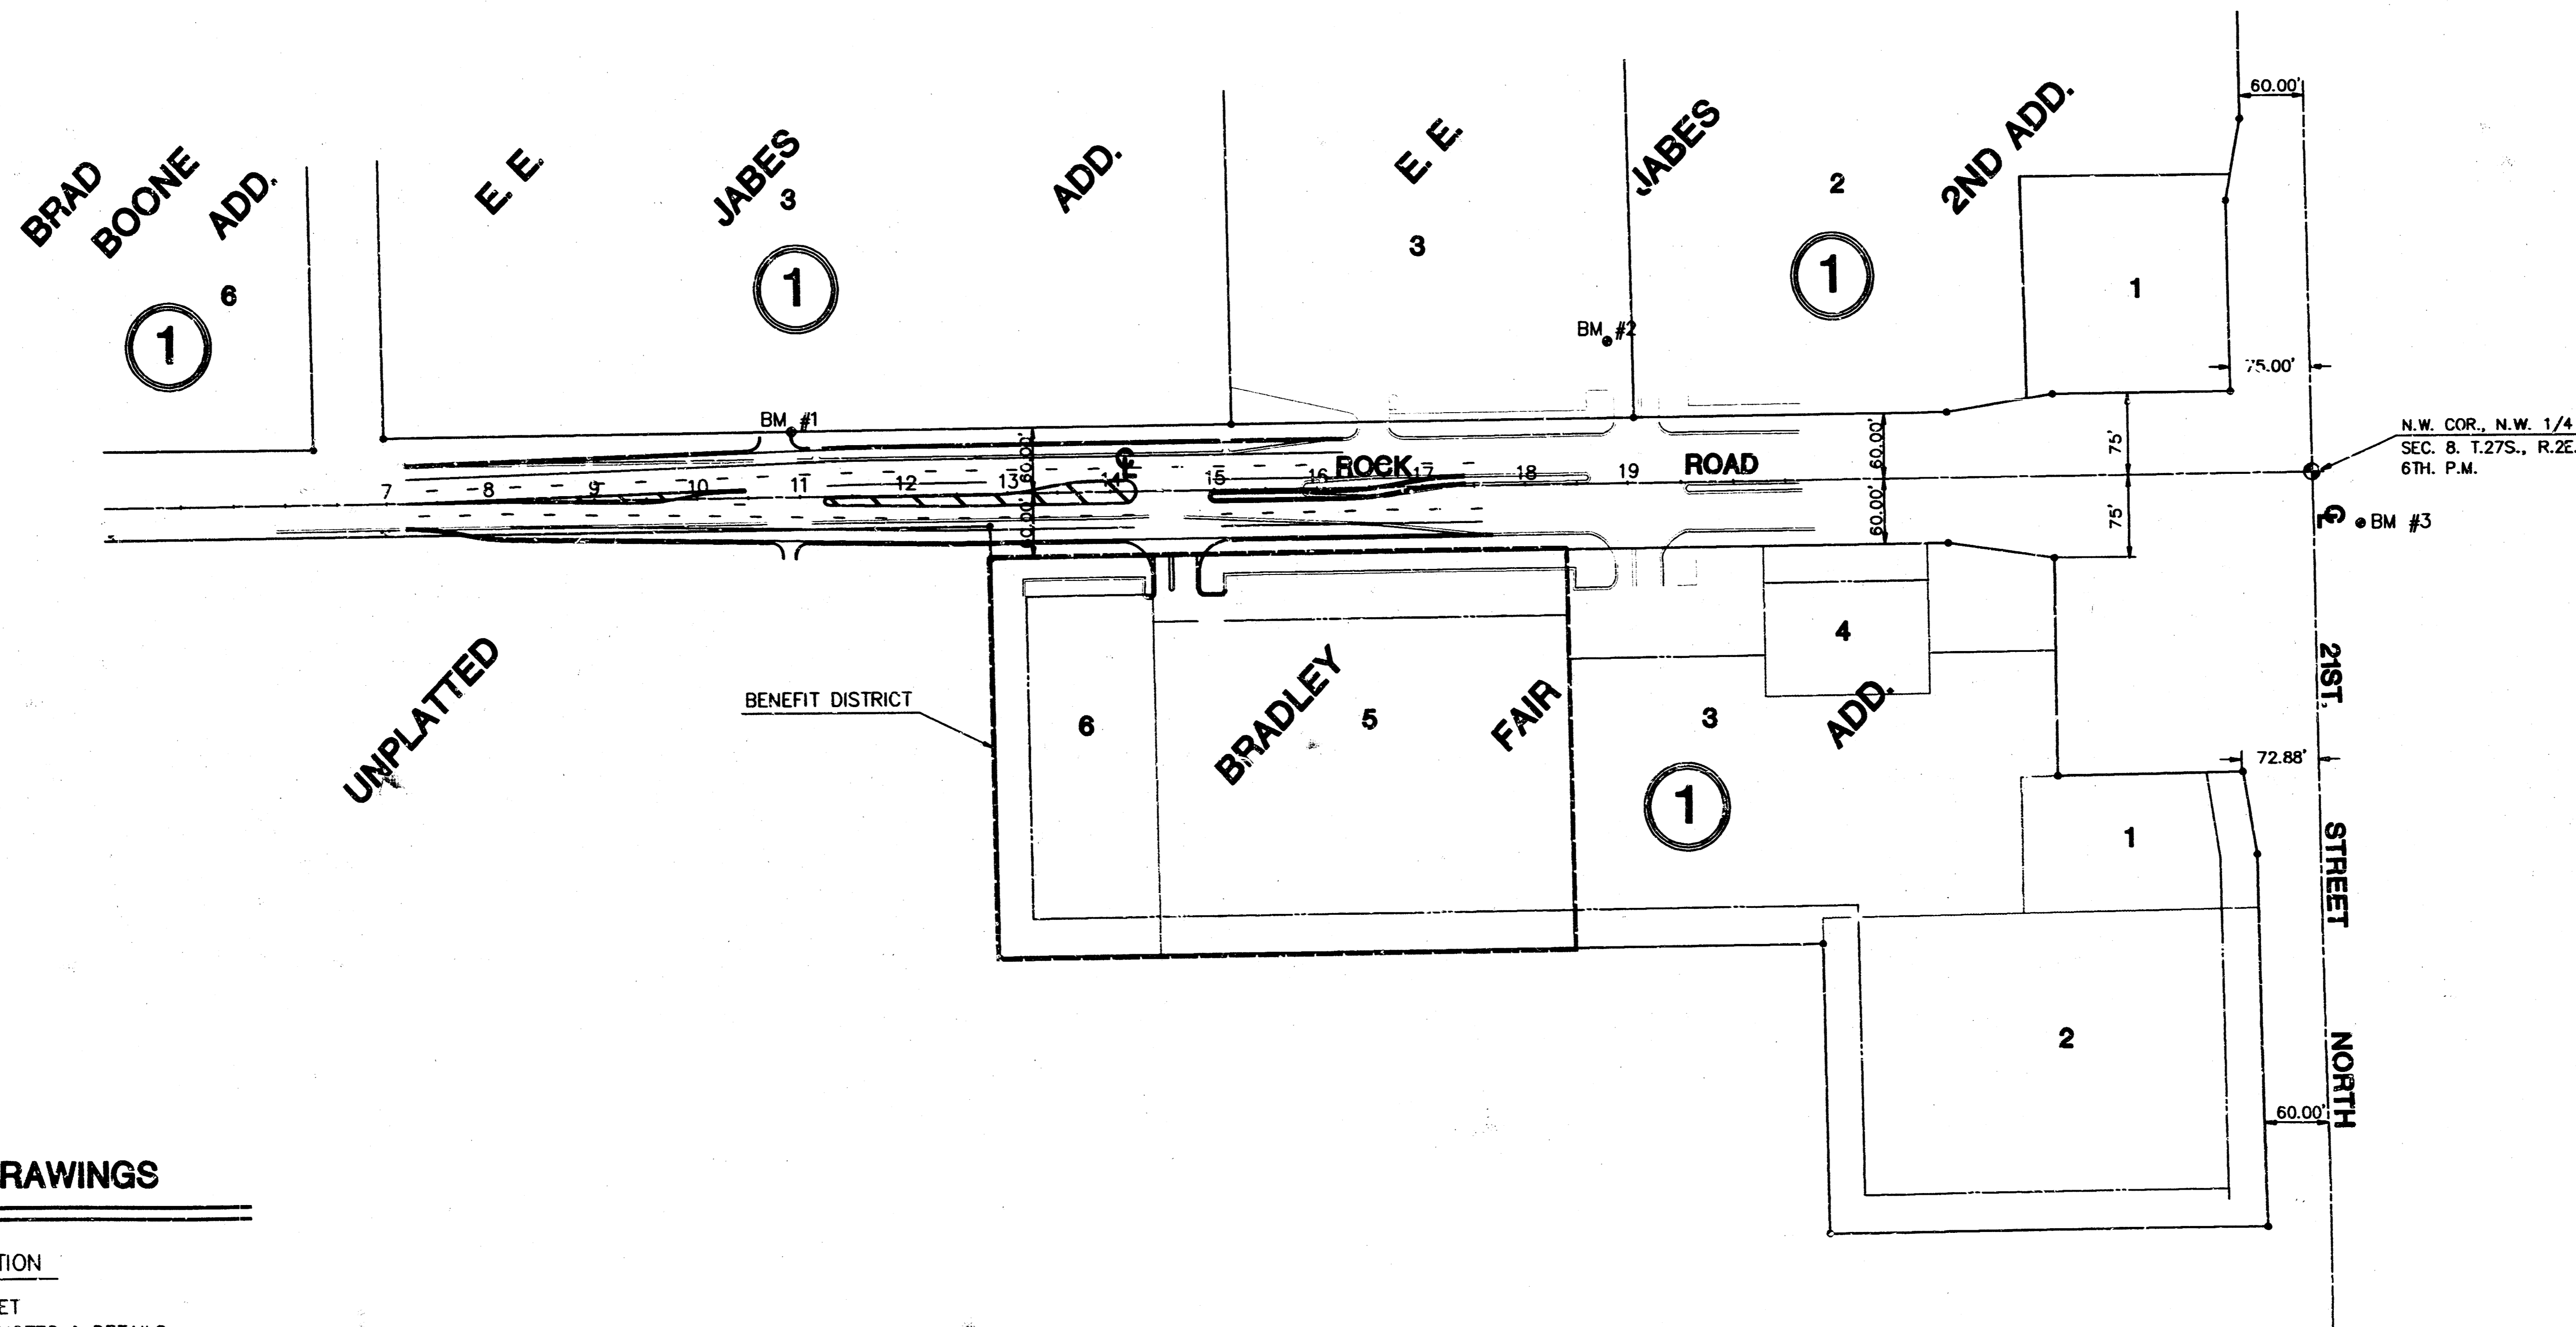 60.00'
BRAD
BOONE
ADD.
6
1
E. E.
JABES
ADD.
3
1
E. E.
JABES
2ND ADD.
3
2
1
1
BM #2
75.00'
BM #1
60.00'
60.00'
60.00'
60.00'
75'
75'
N.W. COR., N.W. 1/4
SEC. 8. T.27S., R.2E.
6TH. P.M.
7 8 9 10 11 12 13 14 15 16 17 18 19
ROCK ROAD
CL
CL
BM #3
UNPLATTED
BENEFIT DISTRICT
6
BRADLEY
5
FAIR
3
ADD.
4
1
1
2
72.88'
60.00'
21ST.
STREET
NORTH
RAWINGS
TION
ET